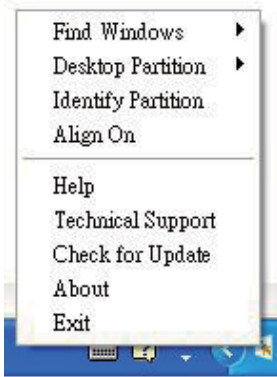 Find Windows
Desktop Partition
Identify Partition
Align On
Help
Technical Support
Check for Update
About
Exit